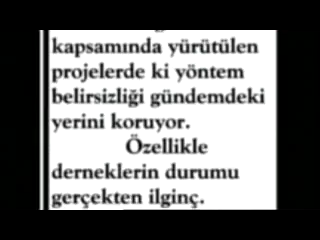 kapsamında yürütülen
projelerde ki yöntem
belirsizliği gündemdeki
yerini koruyor.
Özellikle
derneklerin durumu
gerçekten ilginç.